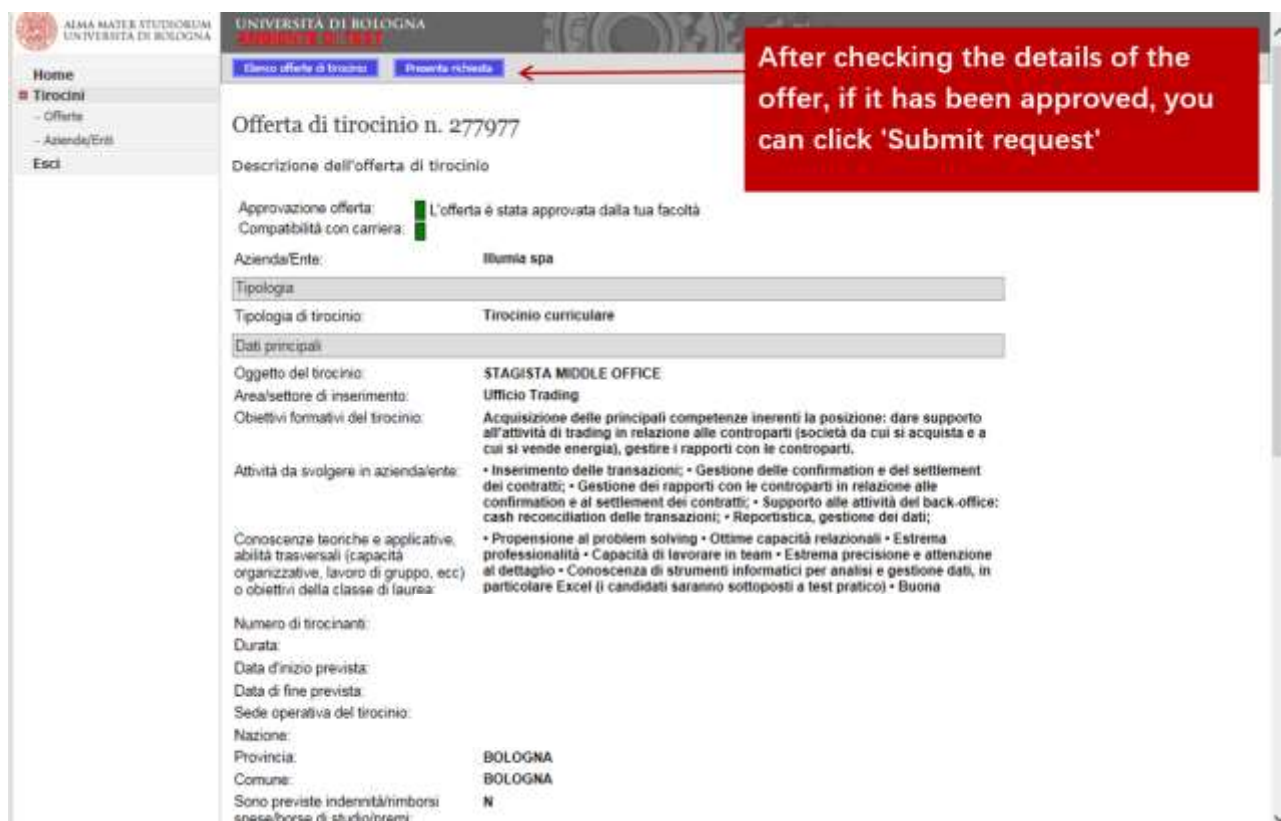 ALMA MATER STUDIORUM
UNIVERSITÀ DI BOLOGNA
UNIVERSITÀ DI BOLOGNA
Home
Tirocini
- Offerte
- Aziende/Enti
Esci
Elenco offerte di tirocinio
Presenta richiesta
After checking the details of the
offer, if it has been approved, you
can click 'Submit request'
Offerta di tirocinio n. 277977
Descrizione dell'offerta di tirocinio
Approvazione offerta: L'offerta è stata approvata dalla tua facoltà
Compatibilità con carriera:
Azienda/Ente: Illumia spa
Tipologia
Tipologia di tirocinio: Tirocinio curriculare
Dati principali
Oggetto del tirocinio: STAGISTA MIDDLE OFFICE
Area/settore di inserimento: Ufficio Trading
Obiettivi formativi del tirocinio: Acquisizione delle principali competenze inerenti la posizione: dare supporto
all'attività di trading in relazione alle controparti (società da cui si acquista e a
cui si vende energia), gestire i rapporti con le controparti.
Attività da svolgere in azienda/ente: • Inserimento delle transazioni; • Gestione delle confirmation e del settlement
dei contratti; • Gestione dei rapporti con le controparti in relazione alle
confirmation e al settlement dei contratti; • Supporto alle attività del back-office:
cash reconciliation delle transazioni; • Reportistica, gestione dei dati;
Conoscenze teoriche e applicative,
abilità trasversali (capacità
organizzative, lavoro di gruppo, ecc)
o obiettivi della classe di laurea:
• Propensione al problem solving • Ottime capacità relazionali • Estrema
professionalità • Capacità di lavorare in team • Estrema precisione e attenzione
al dettaglio • Conoscenza di strumenti informatici per analisi e gestione dati, in
particolare Excel (i candidati saranno sottoposti a test pratico) • Buona
Numero di tirocinanti:
Durata:
Data d'inizio prevista:
Data di fine prevista:
Sede operativa del tirocinio:
Nazione:
Provincia: BOLOGNA
Comune: BOLOGNA
Sono previste indennità/rimborsi N
spese/borse di studio/premi: